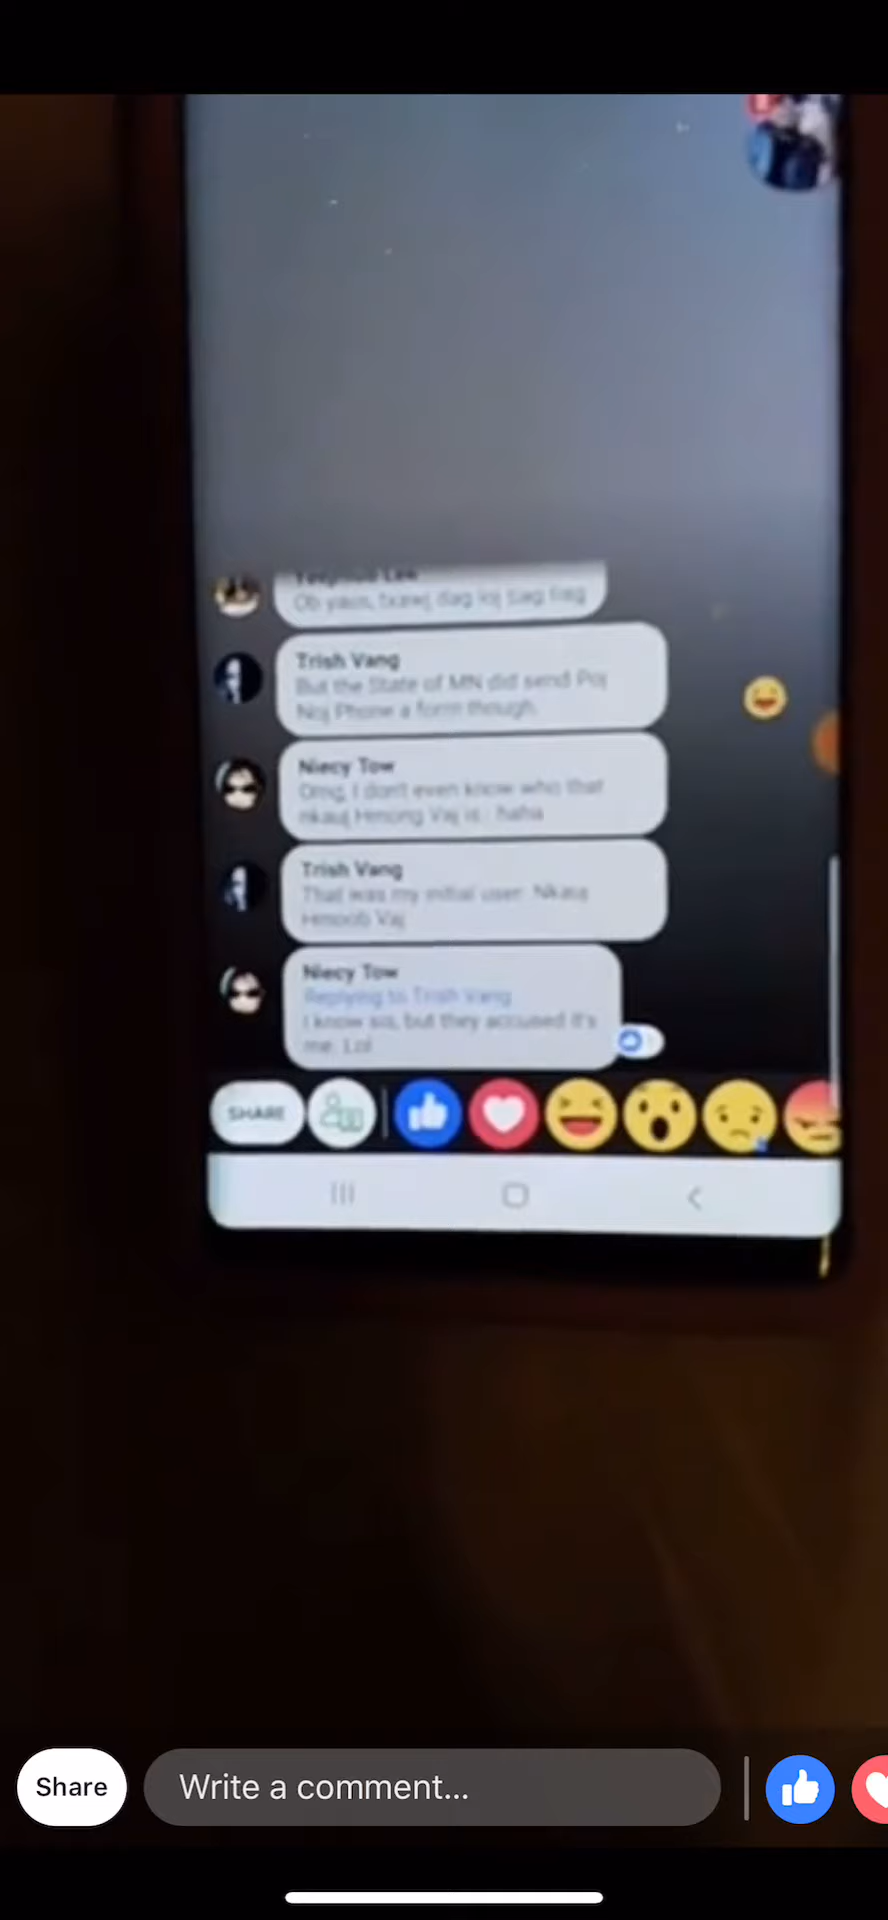 Trish Vang
But the State of MN did send Poj
Noj Phone a form though.
Niecy Tow
Omg, I don't even know who that
nkauj Hmong Vaj is : haha
Trish Vang
That was my initial user. Nkauj
Hmoob Vaj
Niecy Tow
Replying to Trish Vang
I know sis, but they accused it's
me. Lol
SHARE
Share
Write a comment...